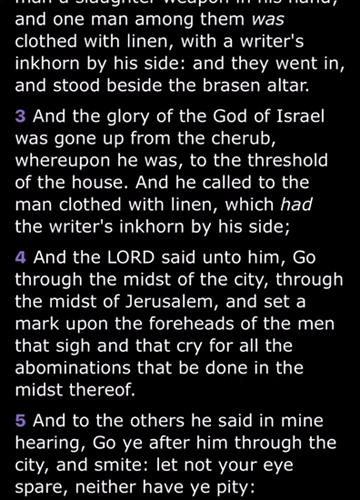 man a slaughter weapon in his hand;
and one man among them was
clothed with linen, with a writer's
inkhorn by his side: and they went in,
and stood beside the brasen altar.
3 And the glory of the God of Israel
was gone up from the cherub,
whereupon he was, to the threshold
of the house. And he called to the
man clothed with linen, which had
the writer's inkhorn by his side;
4 And the LORD said unto him, Go
through the midst of the city, through
the midst of Jerusalem, and set a
mark upon the foreheads of the men
that sigh and that cry for all the
abominations that be done in the
midst thereof.
5 And to the others he said in mine
hearing, Go ye after him through the
city, and smite: let not your eye
spare, neither have ye pity: